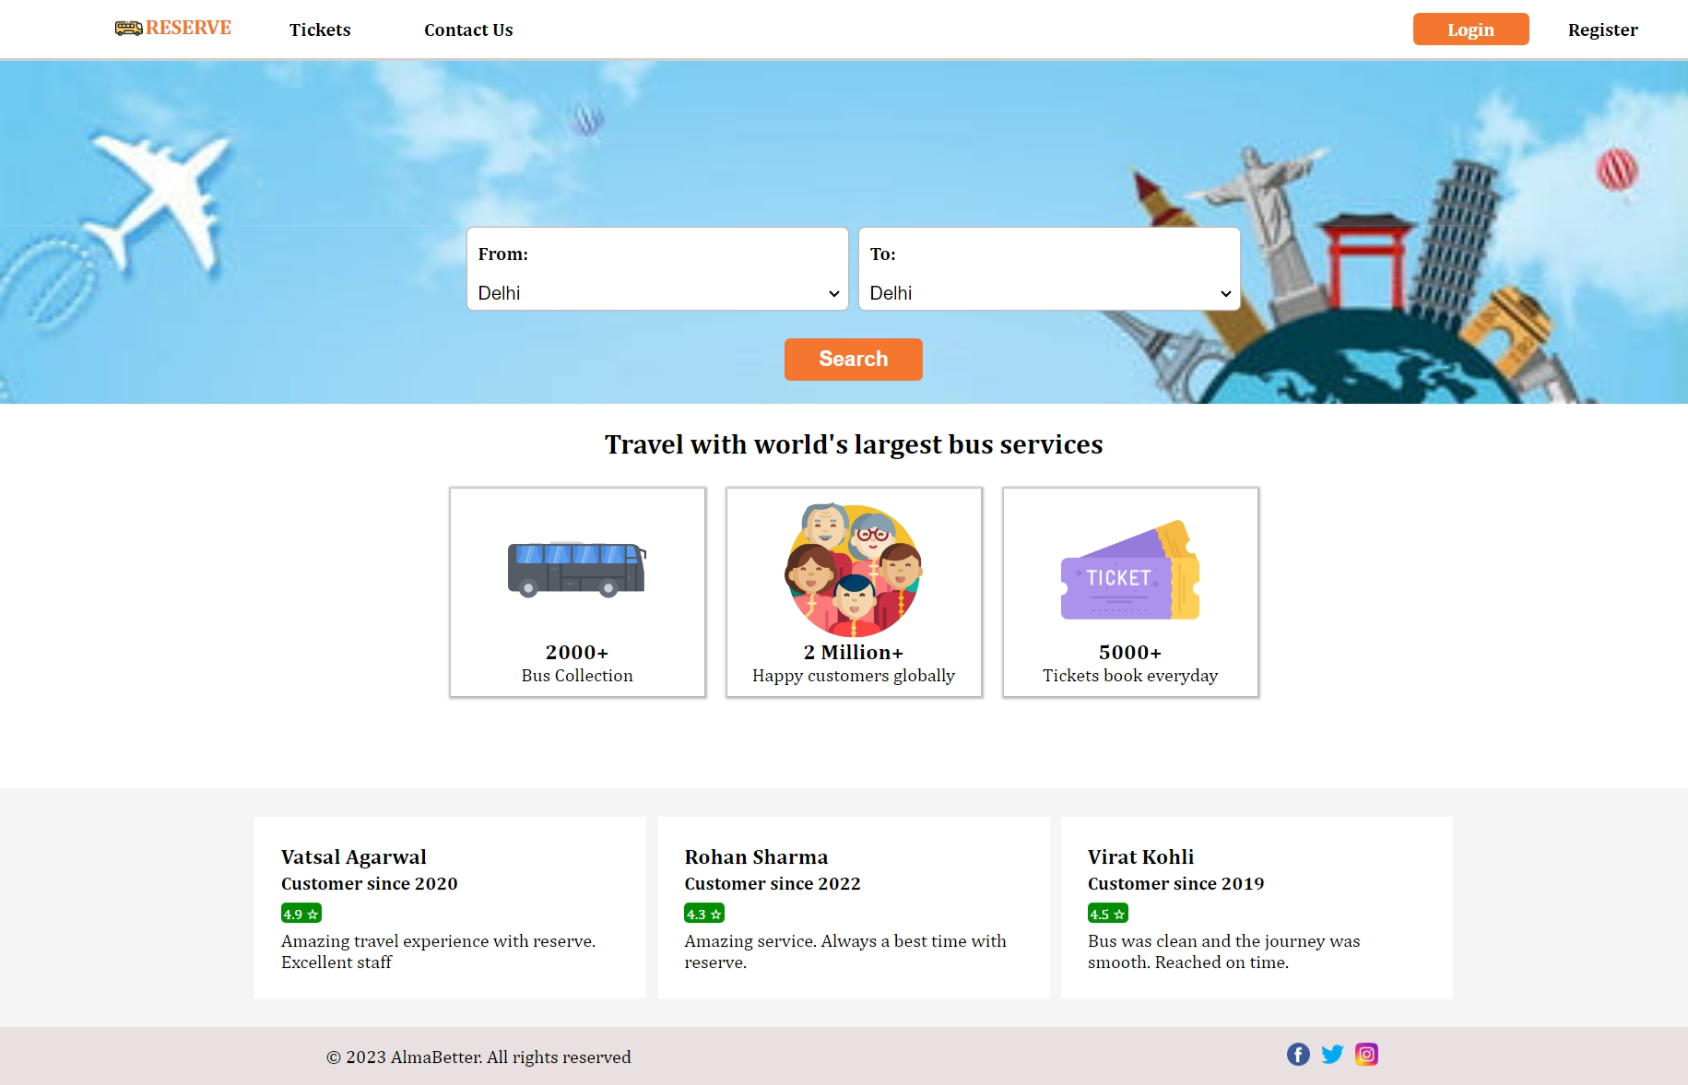 RESERVE Tickets Contact Us Login Register
From: To:
Delhi Delhi
Search
Travel with world's largest bus services
TICKET
2000+ 2 Million+ 5000+
Bus Collection Happy customers globally Tickets book everyday
Vatsal Agarwal
Customer since 2020
4.9 ☆
Amazing travel experience with reserve.
Excellent staff
Rohan Sharma
Customer since 2022
4.3 ☆
Amazing service. Always a best time with
reserve.
Virat Kohli
Customer since 2019
4.5 ☆
Bus was clean and the journey was
smooth. Reached on time.
© 2023 AlmaBetter. All rights reserved